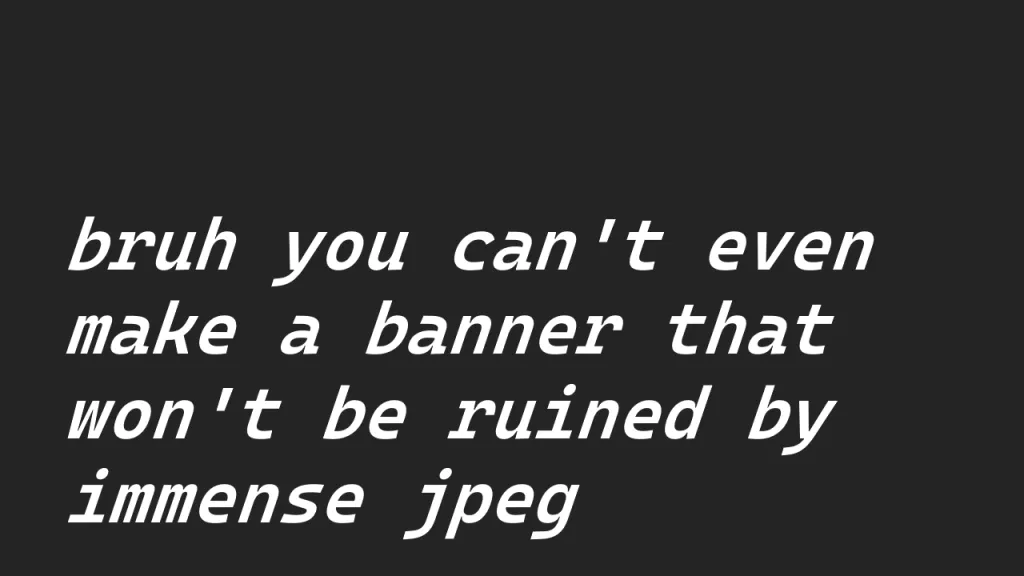 bruh you can't even
make a banner that
won't be ruined by
immense jpeg